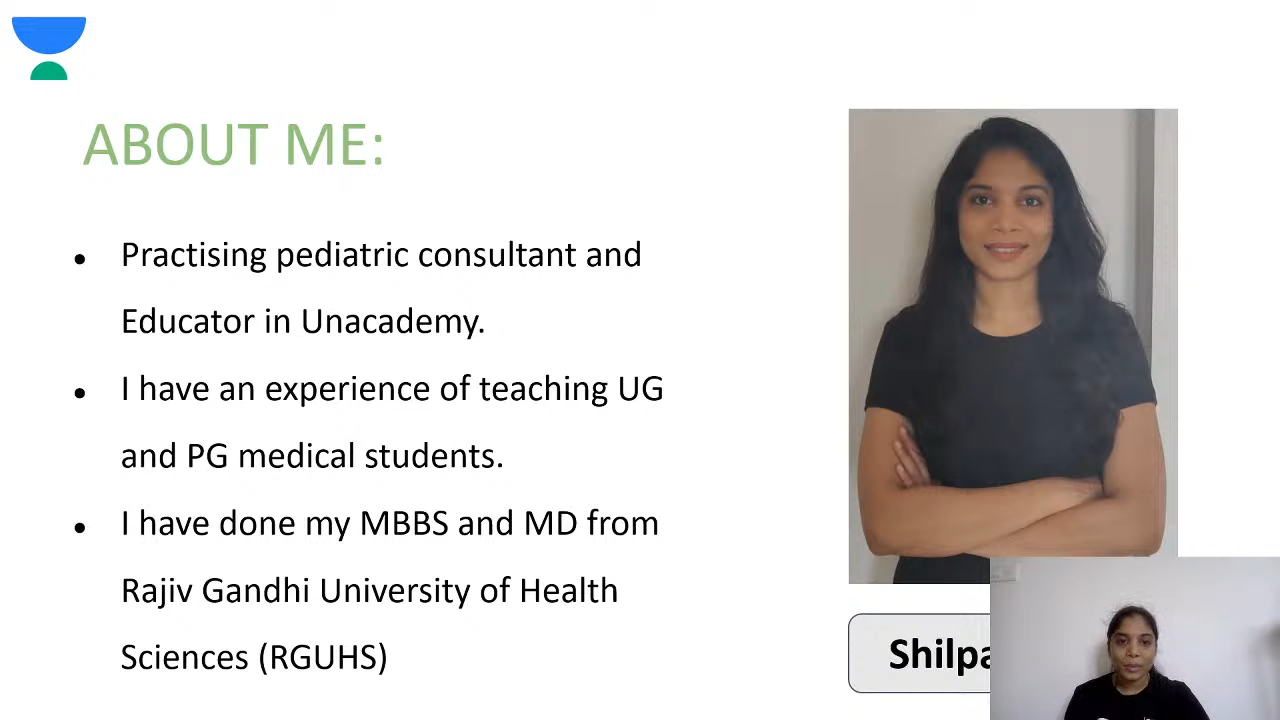 ABOUT ME:
● Practising pediatric consultant and
Educator in Unacademy.
● I have an experience of teaching UG
and PG medical students.
● I have done my MBBS and MD from
Rajiv Gandhi University of Health
Sciences (RGUHS)
Shilpa